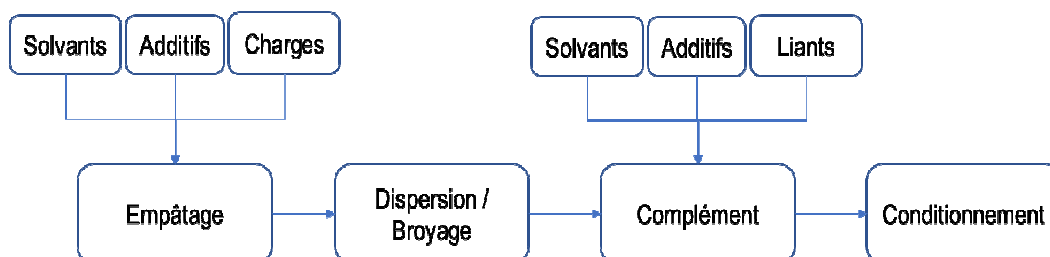 Solvants
Additifs
Charges
Solvants
Additifs
Liants
Empâtage
Dispersion /
Broyage
Complément
Conditionnement